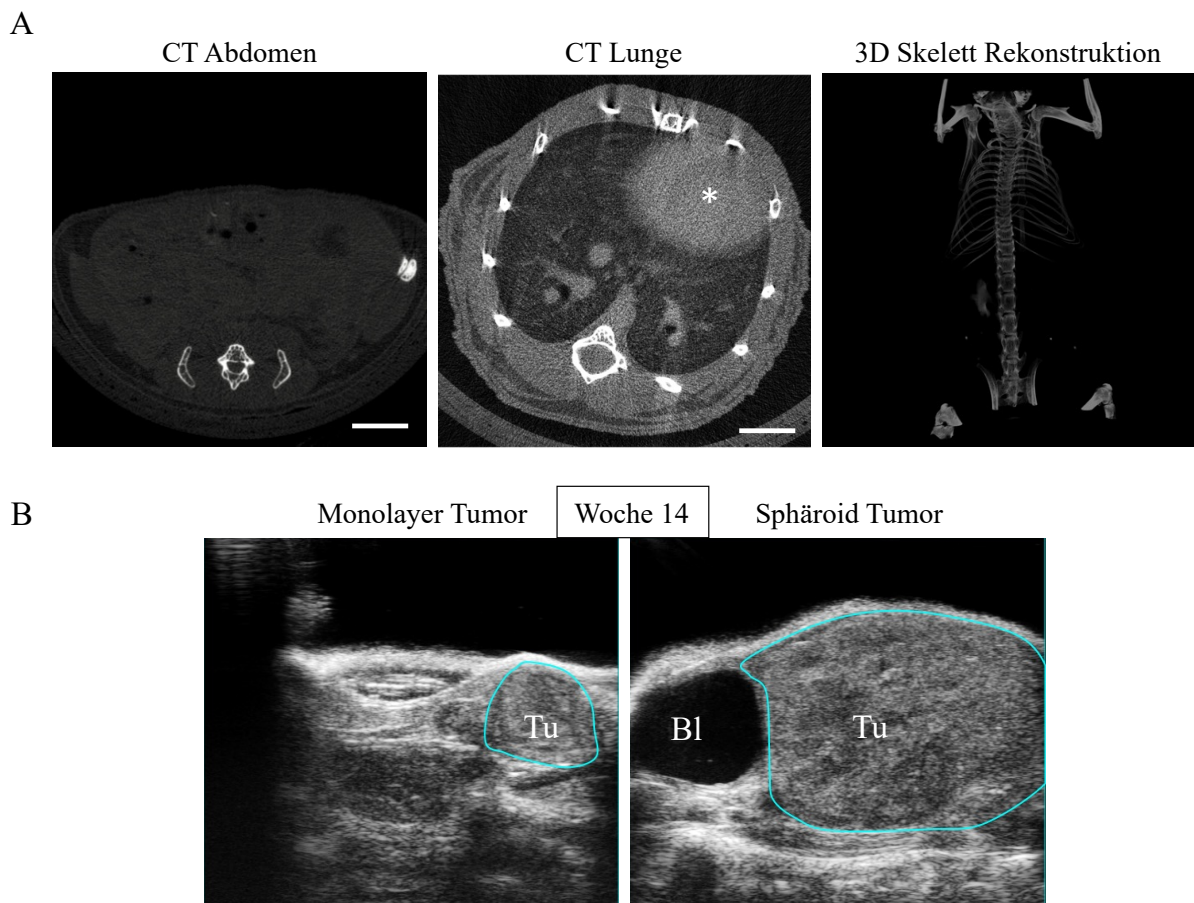 A
CT Abdomen
CT Lunge
3D Skelett Rekonstruktion
*
B
Monolayer Tumor
Woche 14
Sphäroid Tumor
Tu
Bl
Tu